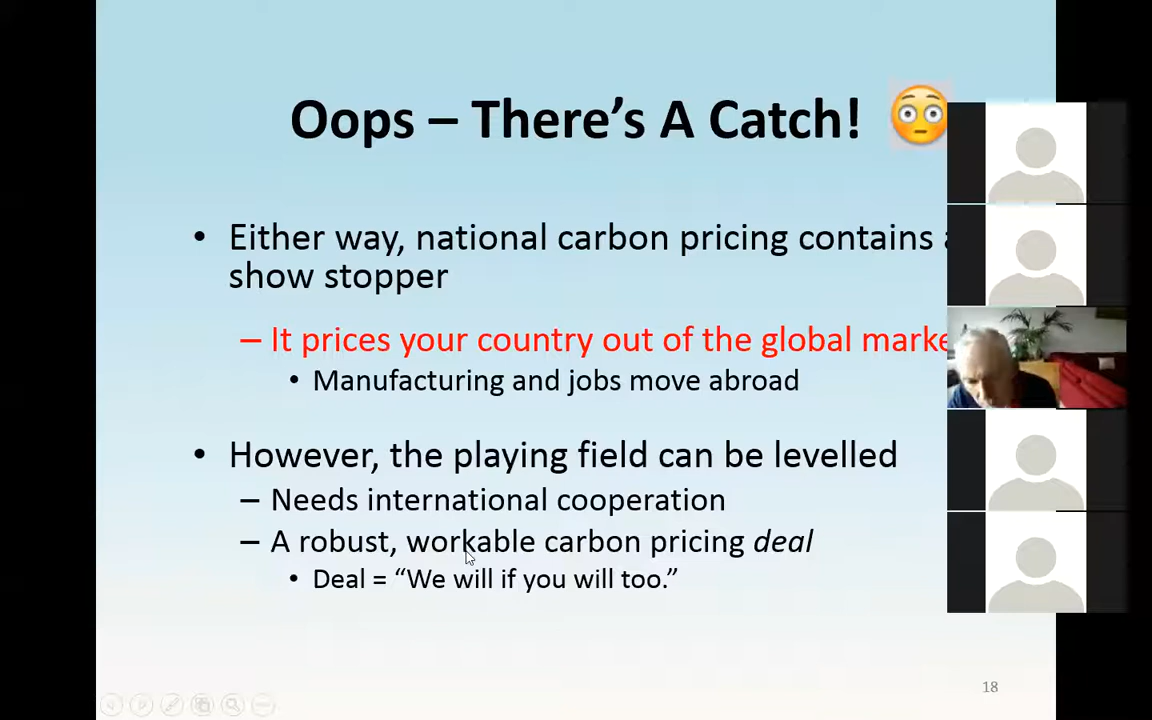 Oops – There's A Catch!
• Either way, national carbon pricing contains
show stopper
– It prices your country out of the global marke
• Manufacturing and jobs move abroad
• However, the playing field can be levelled
– Needs international cooperation
– A robust, workable carbon pricing deal
• Deal = “We will if you will too.”
18